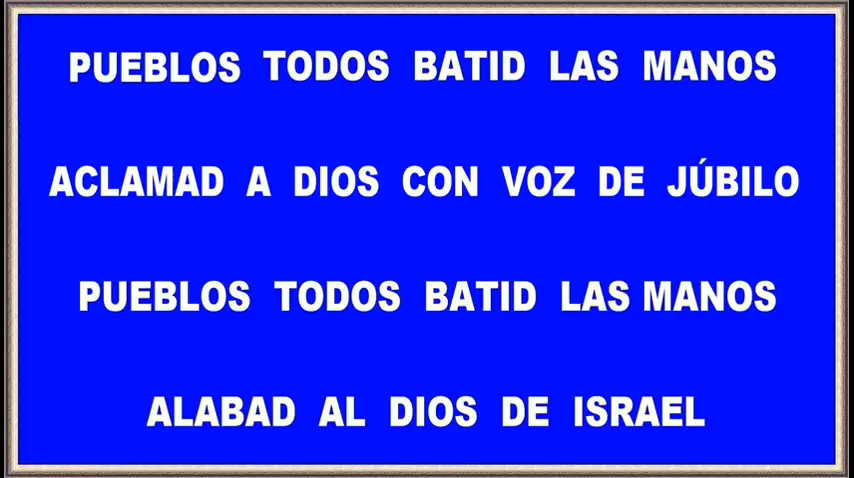 PUEBLOS TODOS BATID LAS MANOS
ACLAMAD A DIOS CON VOZ DE JÚBILO
PUEBLOS TODOS BATID LAS MANOS
ALABAD AL DIOS DE ISRAEL